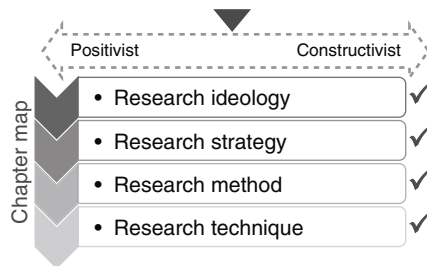 Positivist Constructivist
Chapter map
• Research ideology
• Research strategy
• Research method
• Research technique